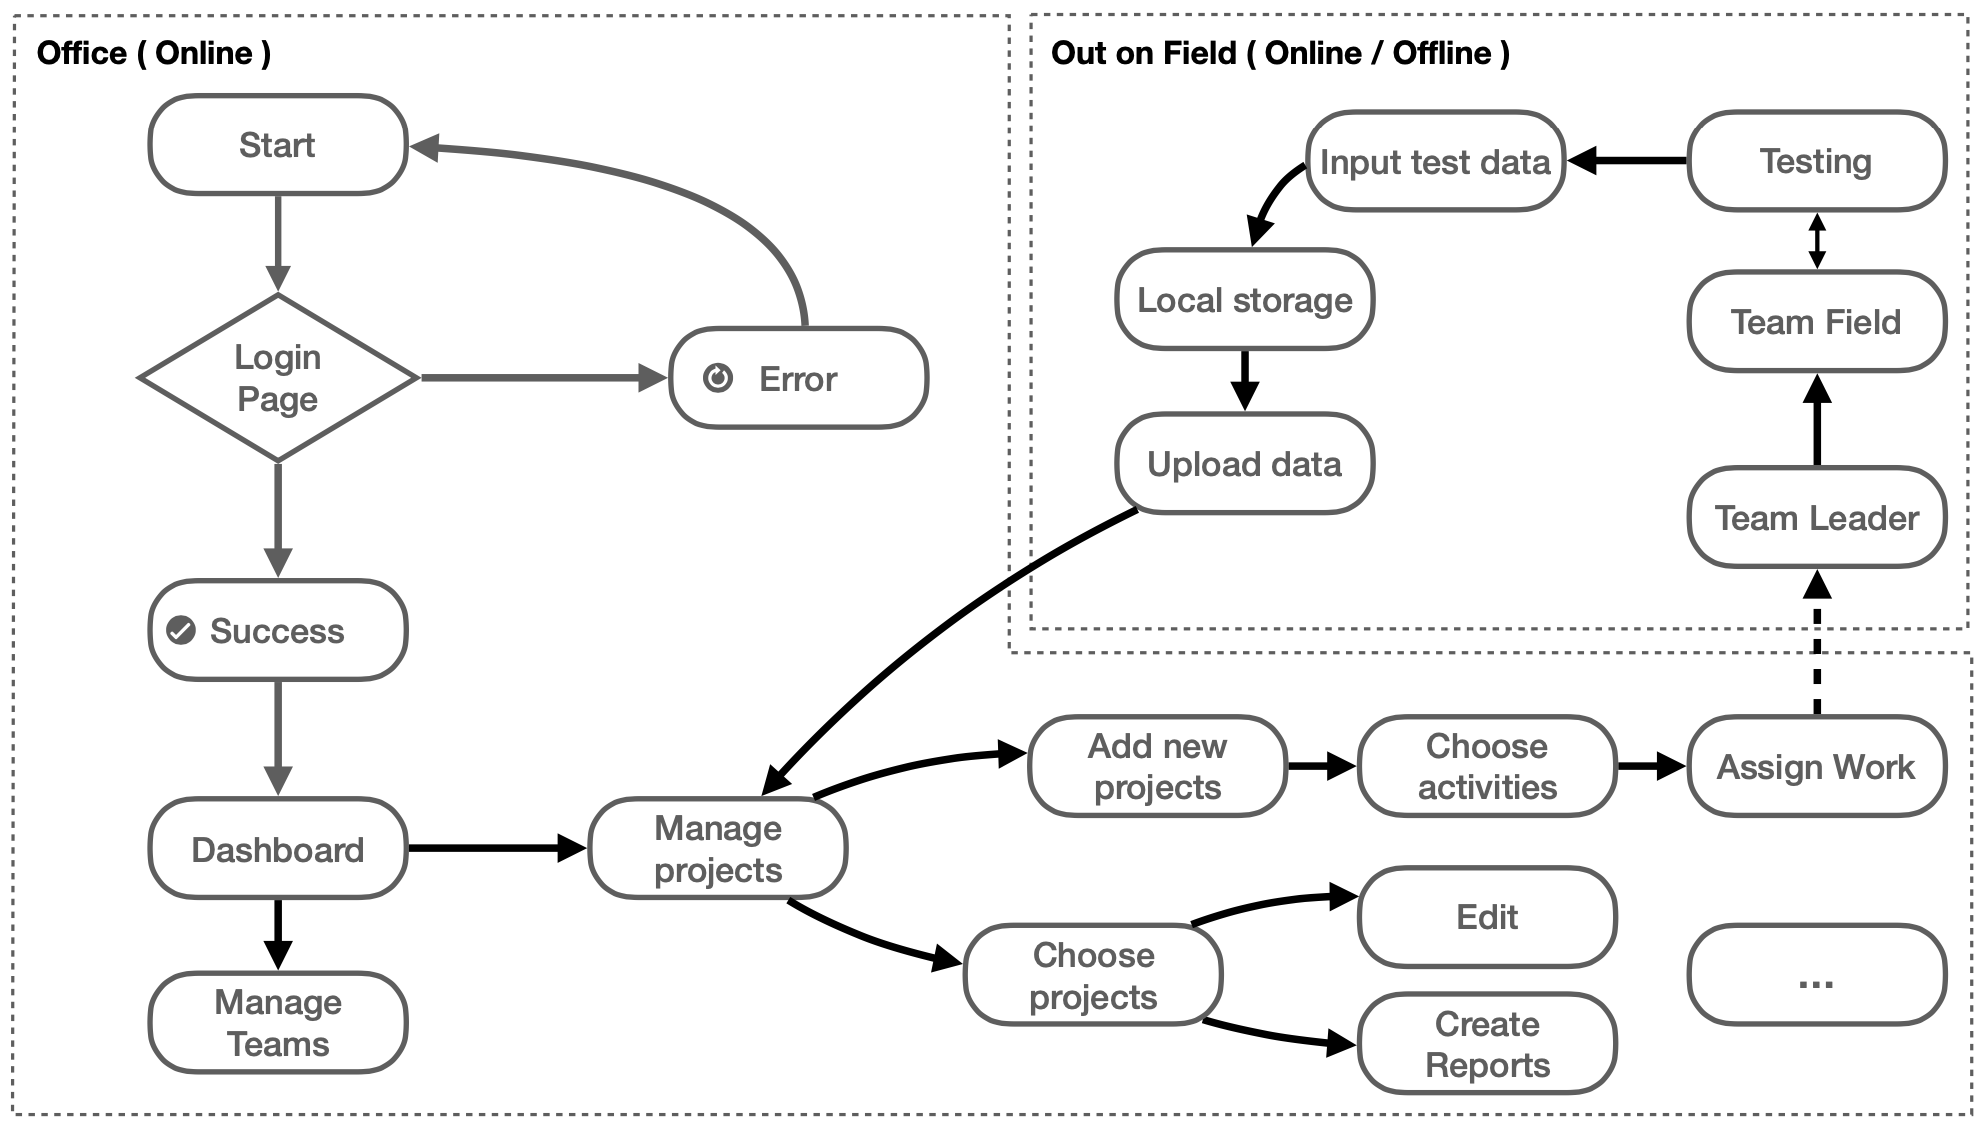 Office ( Online )
Start
Login
Page
Error
Success
Dashboard
Manage
Teams
Manage
projects
Out on Field ( Online / Offline )
Input test data
Testing
Local storage
Team Field
Upload data
Team Leader
Add new
projects
Choose
activities
Assign Work
Choose
projects
Edit
Create
Reports
...